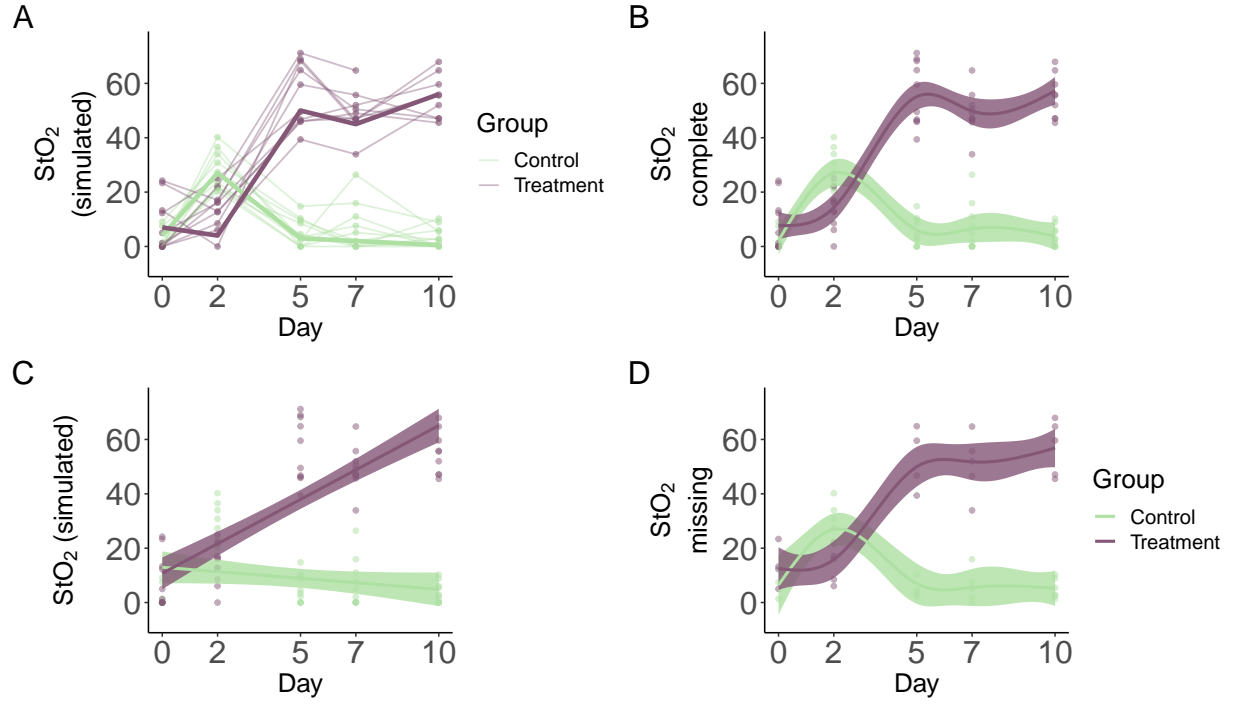 A
StO₂
(simulated)
60
40
20
0
0 2 5 7 10
Day
Group
Control
Treatment
B
StO₂
complete
60
40
20
0
0 2 5 7 10
Day
C
StO₂ (simulated)
60
40
20
0
0 2 5 7 10
Day
D
StO₂
missing
60
40
20
0
0 2 5 7 10
Day
Group
Control
Treatment